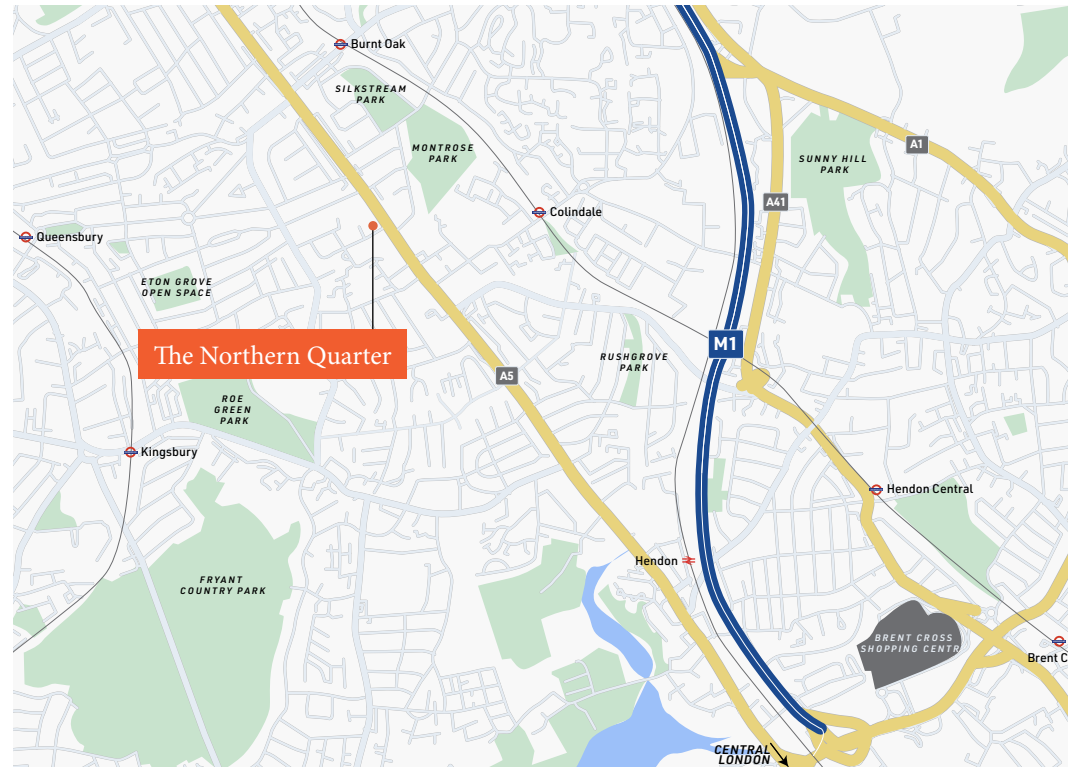 Burnt Oak
SILKSTREAM
PARK
MONTROSE
PARK
A1
SUNNY HILL
PARK
A41
Colindale
Queensbury
ETON GROVE
OPEN SPACE
The Northern Quarter
M1
RUSHGROVE
PARK
A5
ROE
GREEN
PARK
Kingsbury
Hendon Central
Hendon
FRYANT
COUNTRY PARK
BRENT CROSS
SHOPPING CENTR
Brent C
CENTRAL
LONDON